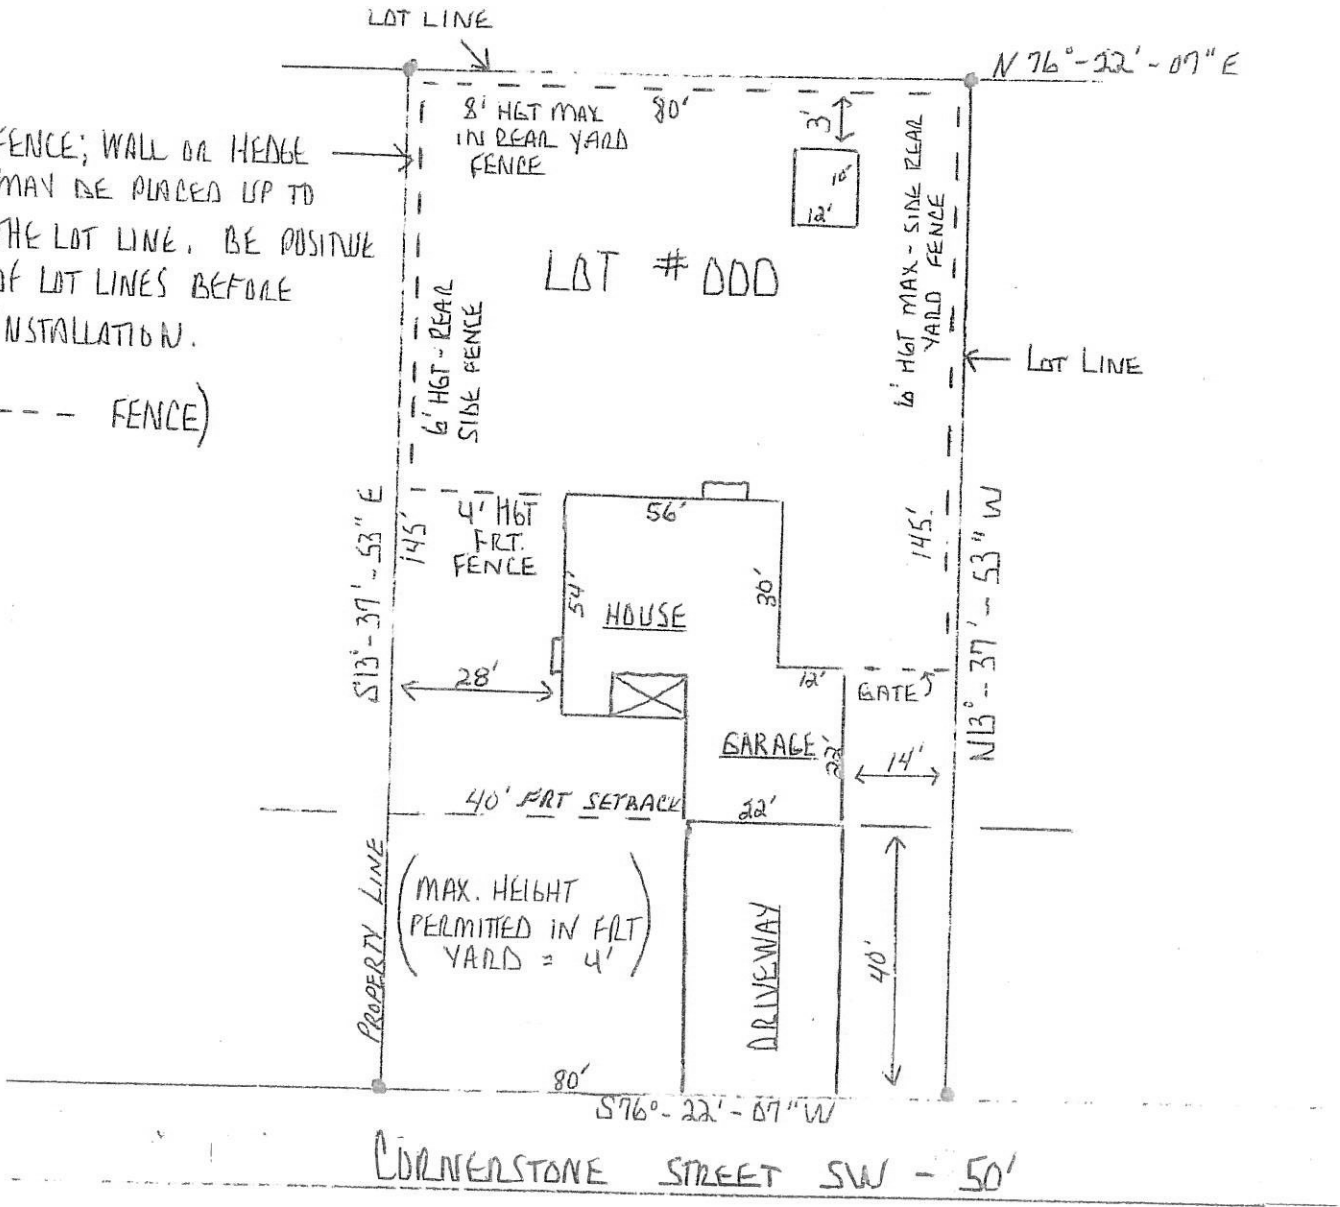 LOT LINE
N 76°-22'-07" E
8' HGT MAX
IN REAR YARD
FENCE
80'
3'
10'
12'
6' HGT MAX - SIDE REAR
YARD FENCE
FENCE; WALL OR HEDGE
MAY BE PLACED UP TO
THE LOT LINE. BE POSITIVE
OF LOT LINES BEFORE
INSTALLATION.
--- FENCE)
LOT # 000
6' HGT - REAR
SIDE FENCE
LOT LINE
S13°-37'-53" E
145'
4' HGT
FRT.
FENCE
56'
54'
30'
HOUSE
145'
N13°-37'-53" W
28'
12'
GATE
GARAGE
22'
14'
40' FRT SETBACK
22'
PROPERTY LINE
(MAX. HEIGHT
PERMITTED IN FRT
YARD = 4')
DRIVEWAY
40'
80'
S76°-22'-07" W
CORNERSTONE STREET SW - 50'